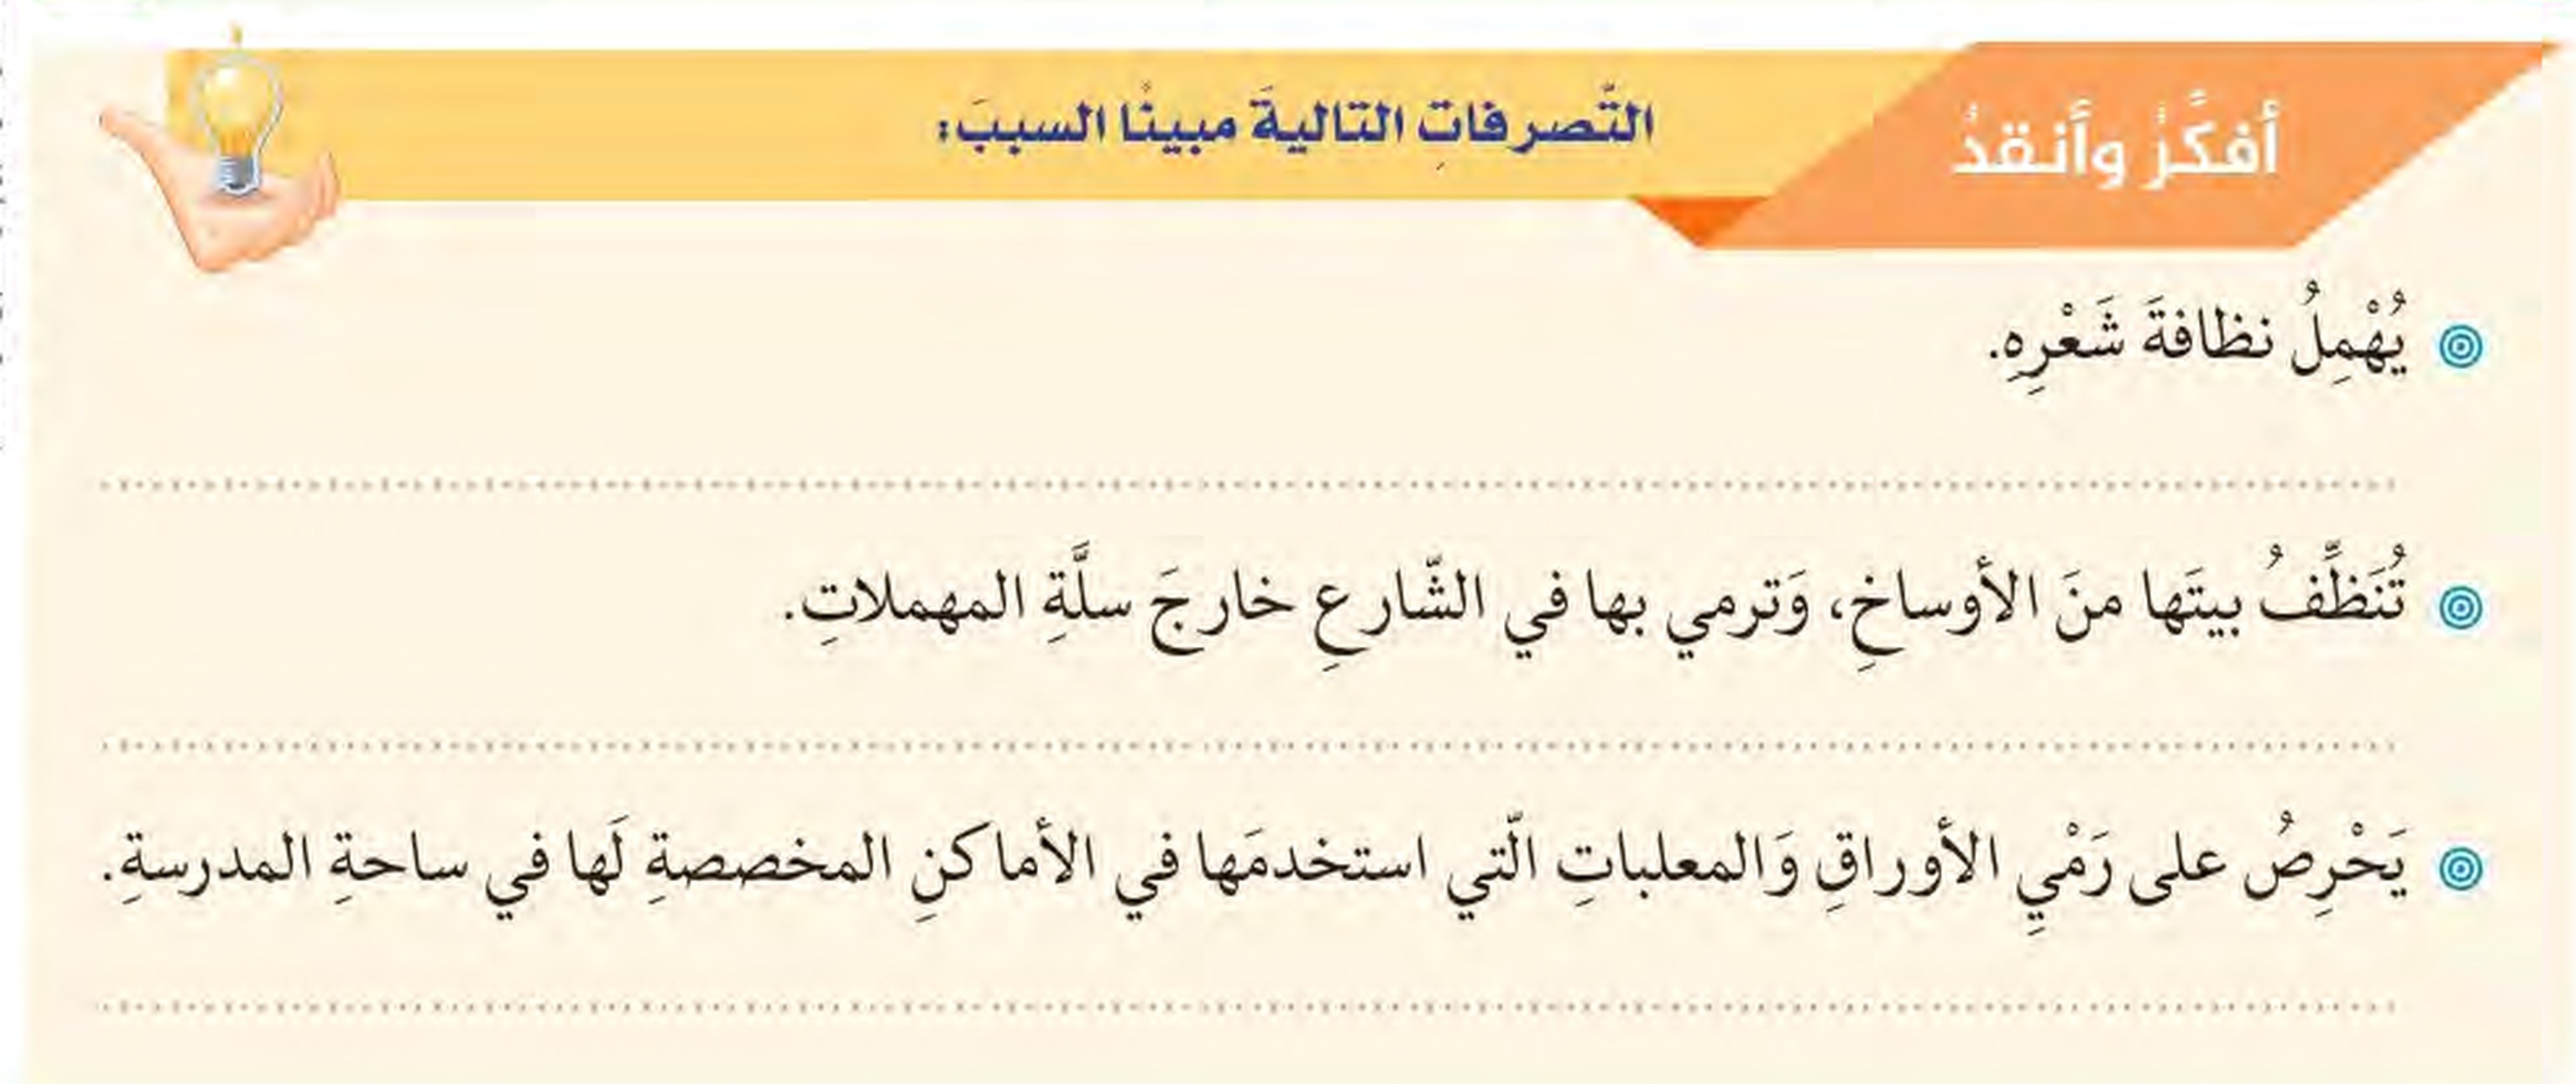 أفكّرُ وأنقدُ
التّصرفاتِ التاليةَ مبينًا السببَ:
يُهْمِلُ نظافةَ شَعْرِهِ.
تُنَظِّفُ بيتَها منَ الأوساخِ، وَترمي بها في الشّارعِ خارجَ سلَّةِ المهملاتِ.
يَحْرِصُ على رَمْيِ الأوراقِ وَالمعلباتِ الّتي استخدمَها في الأماكنِ المخصصةِ لَها في ساحةِ المدرسةِ.